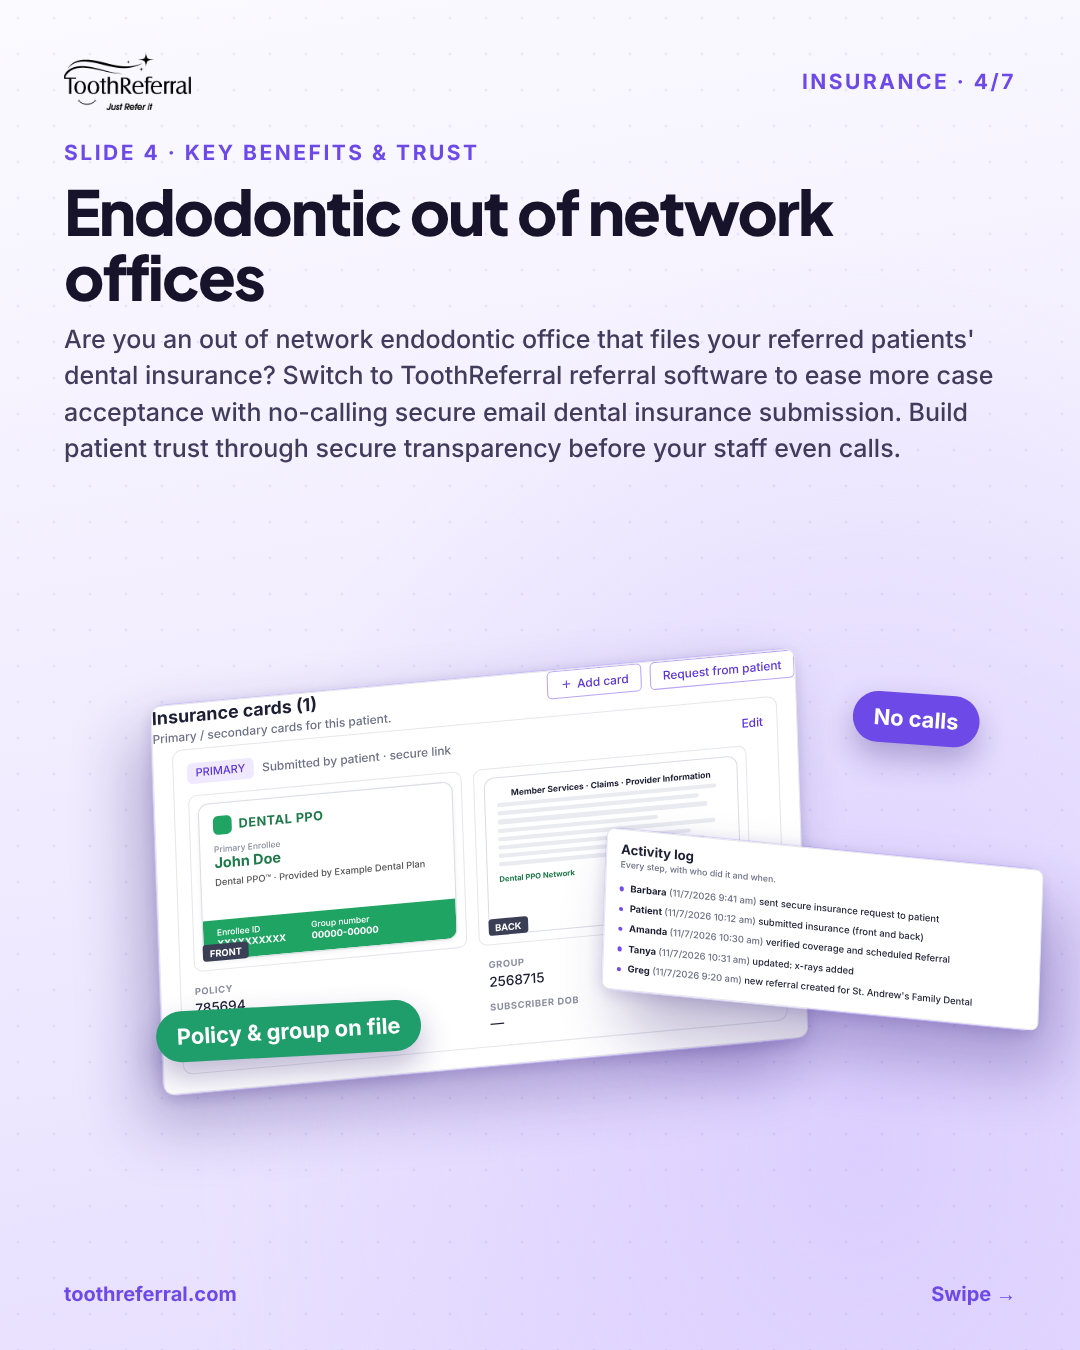 ToothReferral
Just Refer it
INSURANCE · 4/7
SLIDE 4 · KEY BENEFITS & TRUST
Endodontic out of network
offices
Are you an out of network endodontic office that files your referred patients'
dental insurance? Switch to ToothReferral referral software to ease more case
acceptance with no-calling secure email dental insurance submission. Build
patient trust through secure transparency before your staff even calls.
Insurance cards (1)
Primary / secondary cards for this patient.
+ Add card
Request from patient
Edit
PRIMARY
Submitted by patient · secure link
DENTAL PPO
Primary Enrollee
John Doe
Dental PPO™ · Provided by Example Dental Plan
Enrollee ID
XXXXXXXXXX
Group number
00000-00000
FRONT
Member Services · Claims · Provider Information
Dental PPO Network
BACK
POLICY
785694
GROUP
2568715
SUBSCRIBER DOB
—
Policy & group on file
No calls
Activity log
Every step, with who did it and when.
Barbara (11/7/2026 9:41 am) sent secure insurance request to patient
Patient (11/7/2026 10:12 am) submitted insurance (front and back)
Amanda (11/7/2026 10:30 am) verified coverage and scheduled Referral
Tanya (11/7/2026 10:31 am) updated: x-rays added
Greg (11/7/2026 9:20 am) new referral created for St. Andrew's Family Dental
toothreferral.com
Swipe →